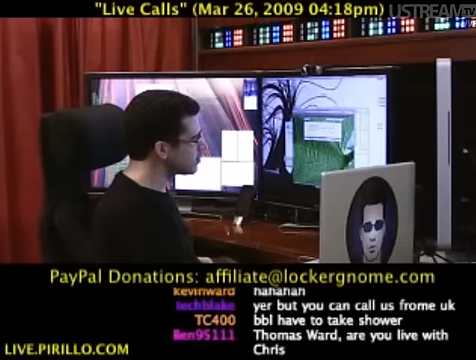 "Live Calls" (Mar 26, 2009 04:18pm)
USTREAM TV
LIVE
PayPal Donations: affiliate@lockergnome.com
kevinward hahahah
techblake yer but you can call us frome uk
TC400 bbl have to take shower
Ben95111 Thomas Ward, are you live with
Chris
LIVE.PIRILLO.COM